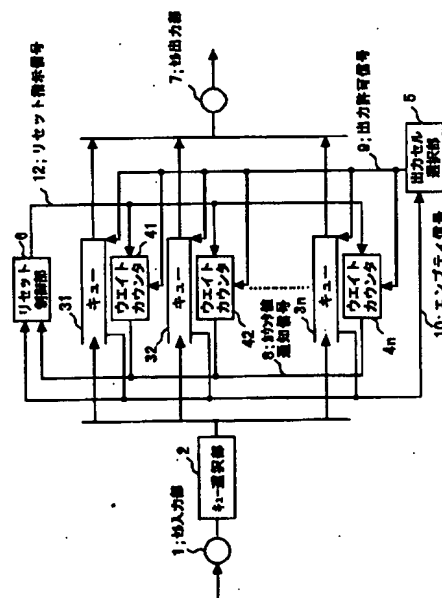 1;セル入力部
2
キュー選択部
31
キュー
41
ウエイト
カウンタ
32
キュー
42
ウエイト
カウンタ
8;カウンタ値
通知信号
3n
キュー
4n
ウエイト
カウンタ
6
リセット
制御部
12;リセット指示信号
7;セル出力部
9;出力許可信号
5
出力セル
選択部
10;エンプティ信号